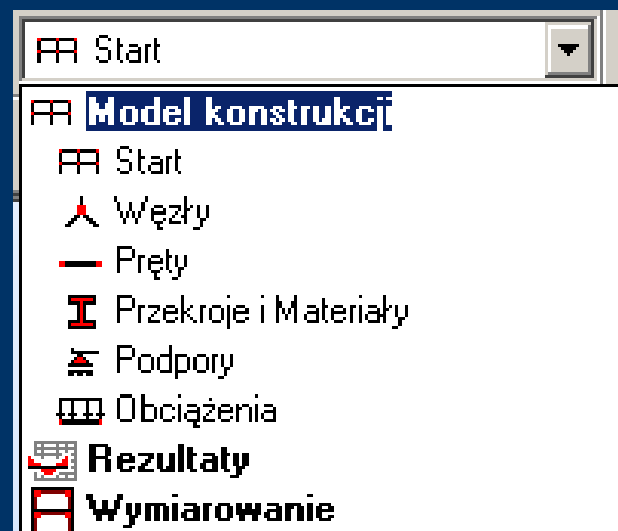 Start
Model konstrukcji
Start
Węzły
Pręty
Przekroje i Materiały
Podpory
Obciążenia
Rezultaty
Wymiarowanie